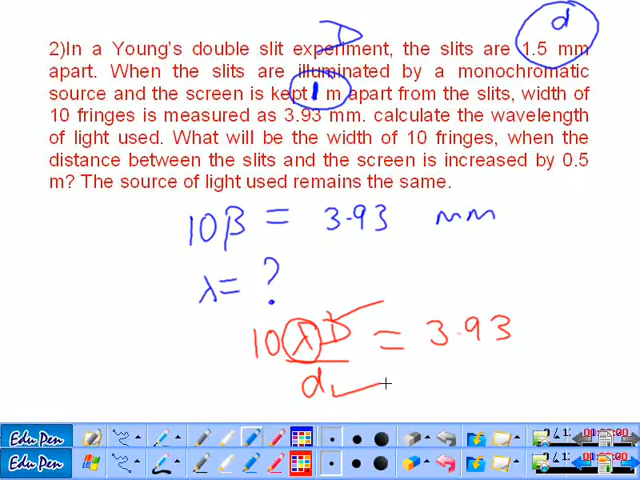 D d
2)In a Young's double slit experiment, the slits are 1.5 mm
apart. When the slits are illuminated by a monochromatic
source and the screen is kept 1 m apart from the slits, width of
10 fringes is measured as 3.93 mm. calculate the wavelength
of light used. What will be the width of 10 fringes, when the
distance between the slits and the screen is increased by 0.5
m? The source of light used remains the same.
10β = 3.93 mm
λ = ?
10 λ D = 3.93
d
Edu Pen
Edu Pen